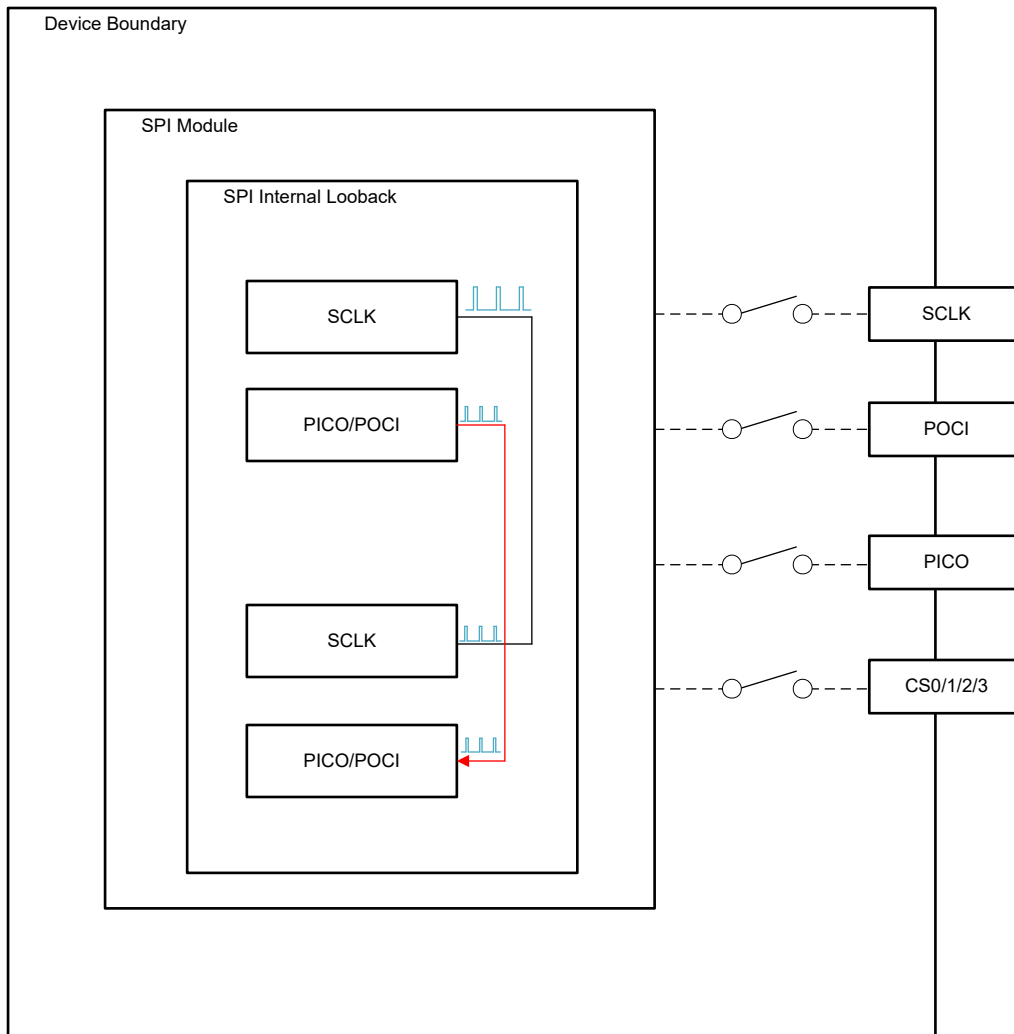 Device Boundary
SPI Module
SPI Internal Looback
SCLK
PICO/POCI
SCLK
PICO/POCI
SCLK
POCI
PICO
CS0/1/2/3